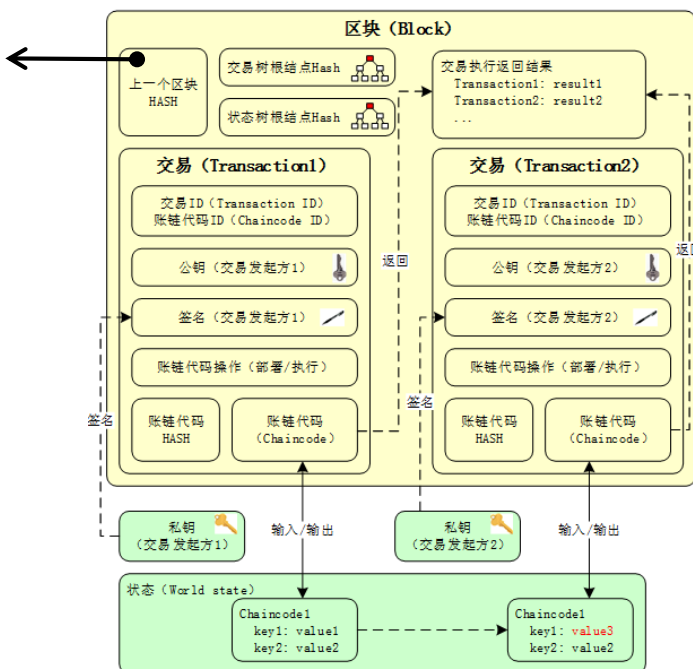 区块（Block）
上一个区块
HASH
交易树根结点Hash
状态树根结点Hash
交易执行返回结果
Transaction1: result1
Transaction2: result2
...
交易（Transaction1）
交易ID（Transaction ID）
账链代码ID（Chaincode ID）
公钥（交易发起方1）
签名（交易发起方1）
账链代码操作（部署/执行）
账链代码
HASH
账链代码
（Chaincode）
返回
签名
交易（Transaction2）
交易ID（Transaction ID）
账链代码ID（Chaincode ID）
公钥（交易发起方2）
签名（交易发起方2）
账链代码操作（部署/执行）
账链代码
HASH
账链代码
（Chaincode）
返回
签名
私钥
（交易发起方1）
输入/输出
私钥
（交易发起方2）
输入/输出
状态（World state）
Chaincode1
key1: value1
key2: value2
Chaincode1
key1: value3
key2: value2